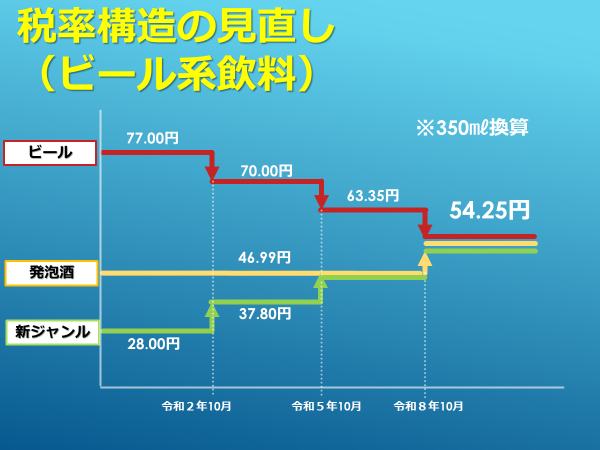 税率構造の見直し
（ビール系飲料）
※350㎖換算
77.00円
ビール
70.00円
63.35円
54.25円
46.99円
発泡酒
37.80円
新ジャンル
28.00円
令和２年10月
令和５年10月
令和８年10月